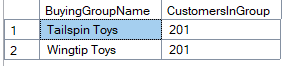 BuyingGroupName CustomersInGroup
1 Tailspin Toys 201
2 Wingtip Toys 201